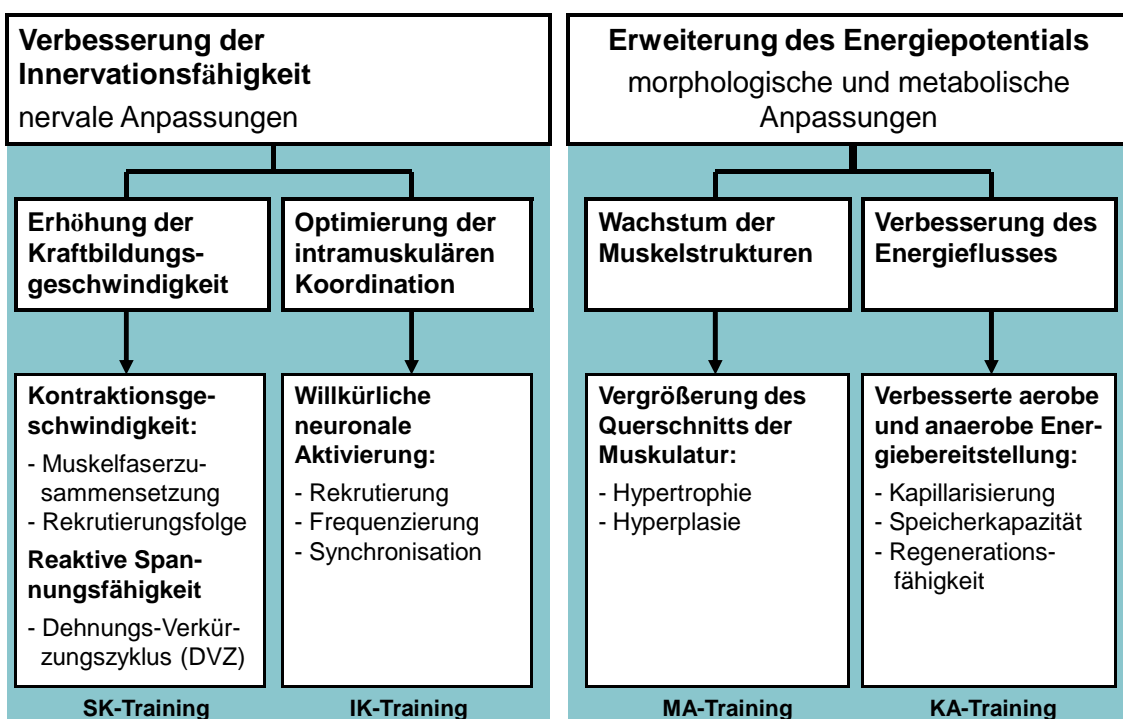 Verbesserung der
Innervationsfähigkeit
nervale Anpassungen
Erhöhung der
Kraftbildungs-
geschwindigkeit
Kontraktionsge-
schwindigkeit:
- Muskelfaserzu-
sammensetzung
- Rekrutierungsfolge
Reaktive Span-
nungsfähigkeit
- Dehnungs-Verkür-
zungszyklus (DVZ)
SK-Training
Optimierung der
intramuskulären
Koordination
Willkürliche
neuronale
Aktivierung:
- Rekrutierung
- Frequenzierung
- Synchronisation
IK-Training
Erweiterung des Energiepotentials
morphologische und metabolische
Anpassungen
Wachstum der
Muskelstrukturen
Vergrößerung des
Querschnitts der
Muskulatur:
- Hypertrophie
- Hyperplasie
MA-Training
Verbesserung des
Energieflusses
Verbesserte aerobe
und anaerobe Ener-
giebereitstellung:
- Kapillarisierung
- Speicherkapazität
- Regenerations-
fähigkeit
KA-Training